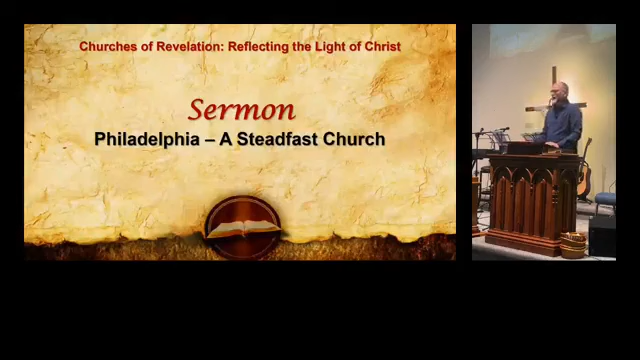 Churches of Revelation: Reflecting the Light of Christ
Sermon
Philadelphia – A Steadfast Church